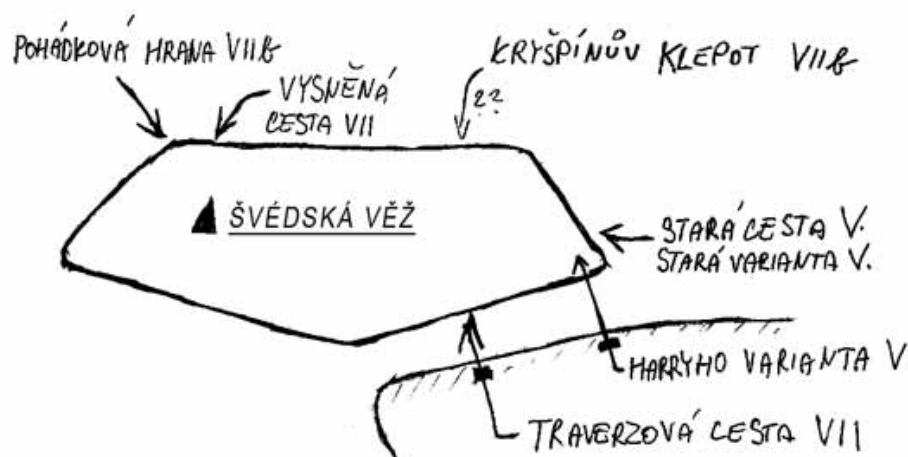 POHÁDKOVÁ HRANA VIIb
VYSNĚNÁ
CESTA VII
KRYŠPÍNŮV KLEPOT VIIb
??
ŠVÉDSKÁ VĚŽ
STARÁ CESTA V.
STARÁ VARIANTA V.
HARRYHO VARIANTA V
TRAVERZOVÁ CESTA VII